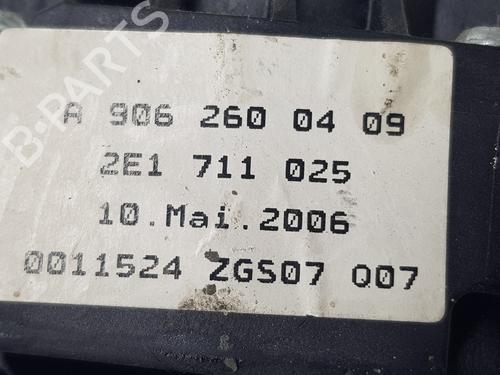 B-PARTS
A 906 260 04 09
2E1 711 025
10.Mai.2006
0011524 ZGS07 Q07